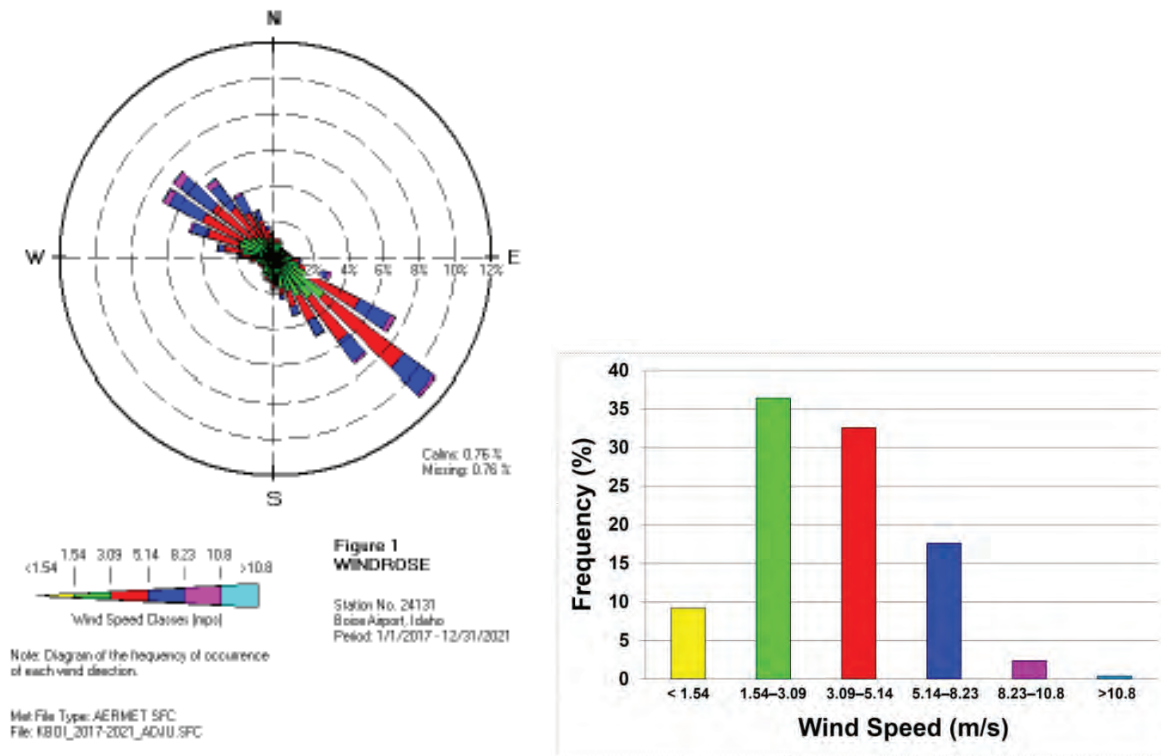 N
W
E
2% 4% 6% 8% 10% 12%
Calms: 0.76 %
Missing: 0.76 %
S
<1.54 1.54 3.09 5.14 8.23 10.8 >10.8
Wind Speed Classes (mps)
Figure 1
WINDROSE
Station No. 24131
Boise Airport, Idaho
Period: 1/1/2017 - 12/31/2021
Note: Diagram of the frequency of occurrence
of each wind direction.
Met File Type: AERMET SFC
File: KBOI_2017-2021_ADJU.SFC
40
35
30
25
20
15
10
5
0
Frequency (%)
< 1.54 1.54–3.09 3.09–5.14 5.14–8.23 8.23–10.8 >10.8
Wind Speed (m/s)